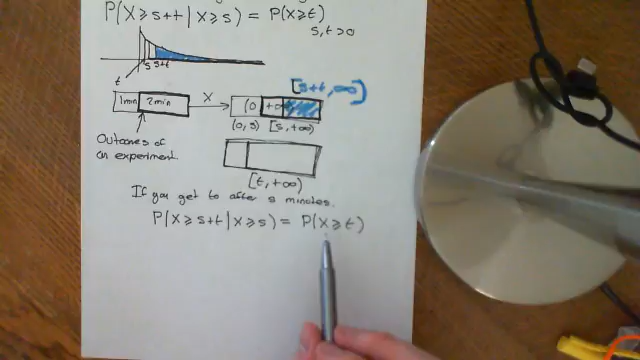 P(X ≥ s+t | X ≥ s) = P(X ≥ t)
s, t > 0
s s+t
t
[s+t, ∞)
1min 2min X (0 +∞
(0, s) [s, +∞)
Outcomes of
an experiment.
[t, +∞)
If you get to after s minutes.
P(X ≥ s+t | X ≥ s) = P(X ≥ t)